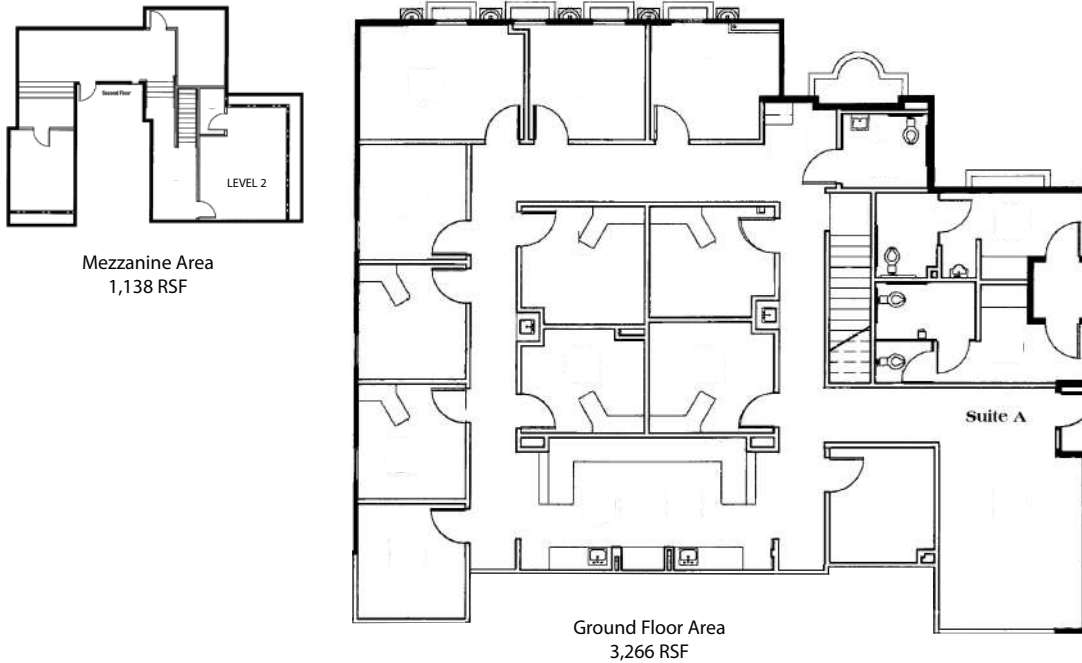 Second Floor
LEVEL 2
Mezzanine Area
1,138 RSF
Suite A
Ground Floor Area
3,266 RSF